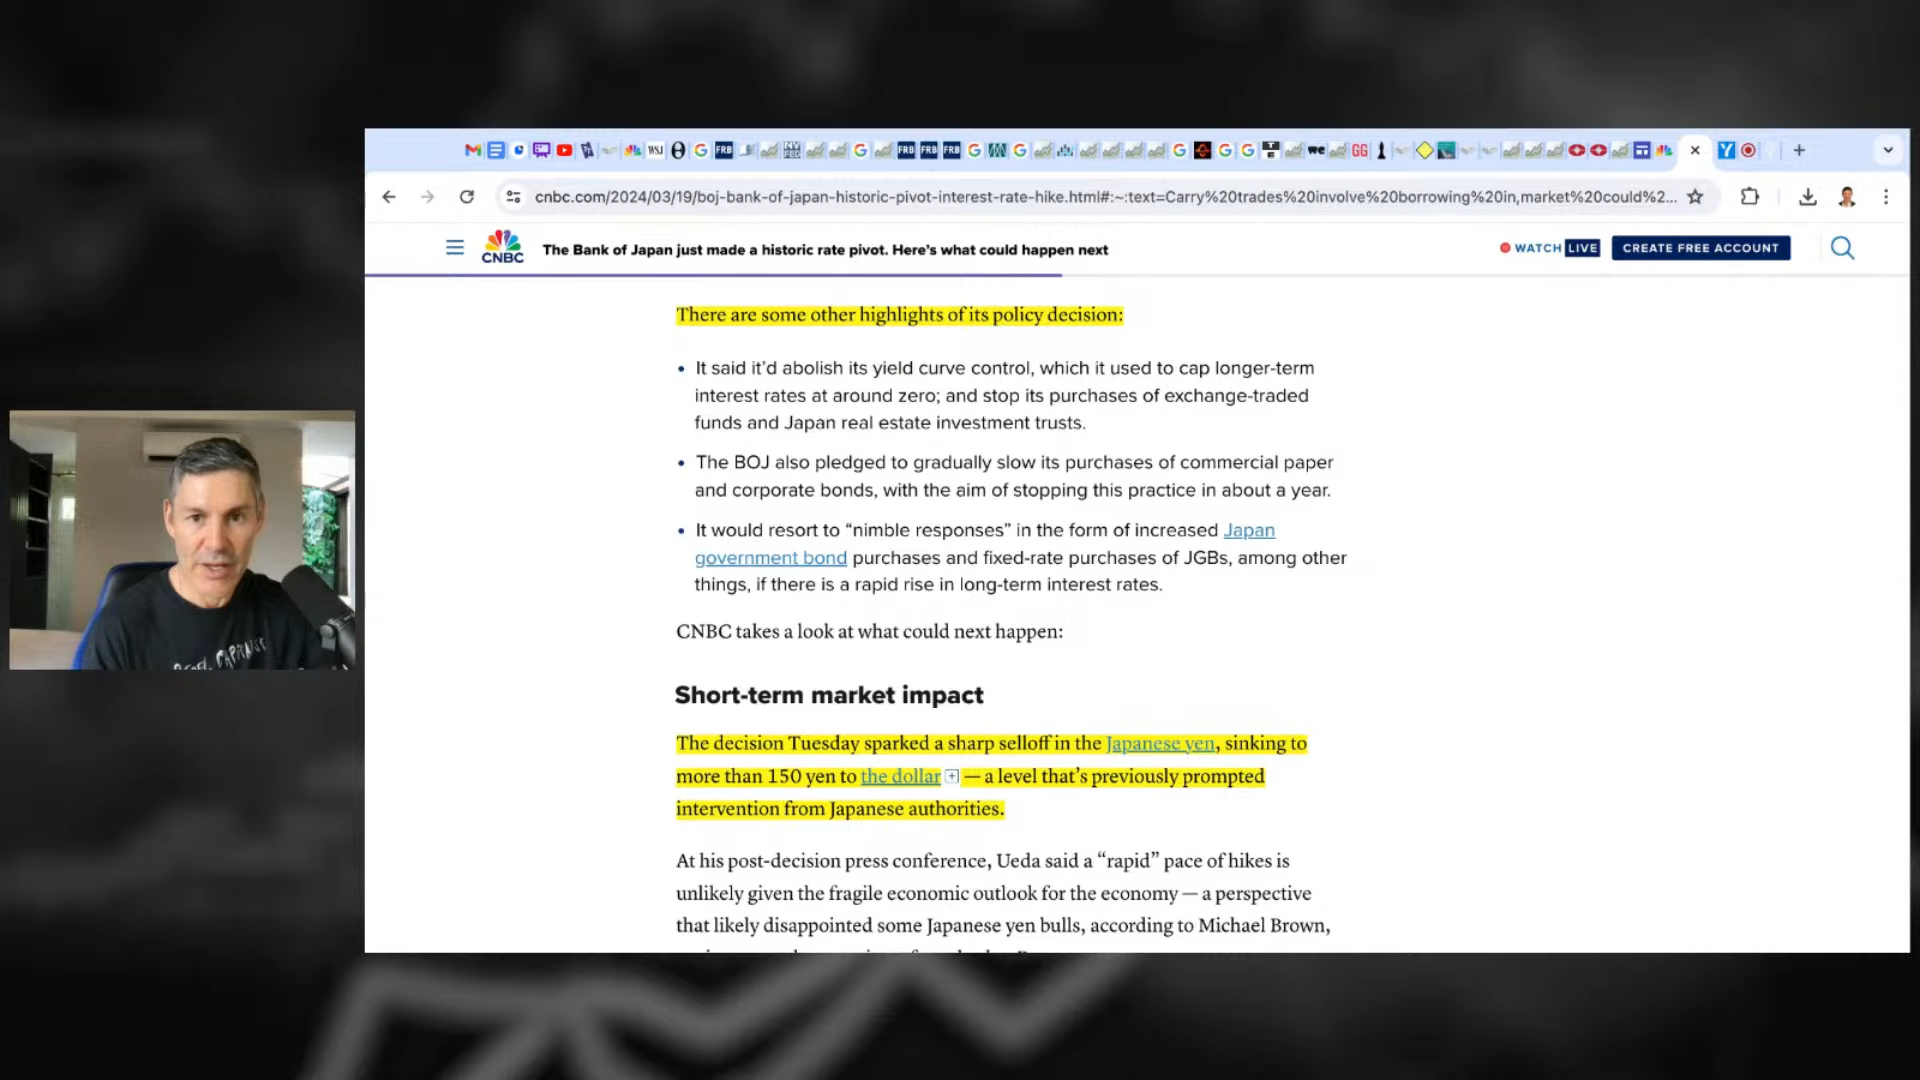 WSJ
FRB
NY
FED
FRB
FRB
FRB
GG
cnbc.com/2024/03/19/boj-bank-of-japan-historic-pivot-interest-rate-hike.html#:~:text=Carry%20trades%20involve%20borrowing%20in,market%20could%2...
CNBC
The Bank of Japan just made a historic rate pivot. Here's what could happen next
WATCH LIVE
CREATE FREE ACCOUNT
There are some other highlights of its policy decision:
• It said it'd abolish its yield curve control, which it used to cap longer-term
interest rates at around zero; and stop its purchases of exchange-traded
funds and Japan real estate investment trusts.
• The BOJ also pledged to gradually slow its purchases of commercial paper
and corporate bonds, with the aim of stopping this practice in about a year.
• It would resort to “nimble responses” in the form of increased Japan
government bond purchases and fixed-rate purchases of JGBs, among other
things, if there is a rapid rise in long-term interest rates.
CNBC takes a look at what could next happen:
Short-term market impact
The decision Tuesday sparked a sharp selloff in the Japanese yen, sinking to
more than 150 yen to the dollar — a level that's previously prompted
intervention from Japanese authorities.
At his post-decision press conference, Ueda said a “rapid” pace of hikes is
unlikely given the fragile economic outlook for the economy — a perspective
that likely disappointed some Japanese yen bulls, according to Michael Brown,
REBEL CAPITALIST